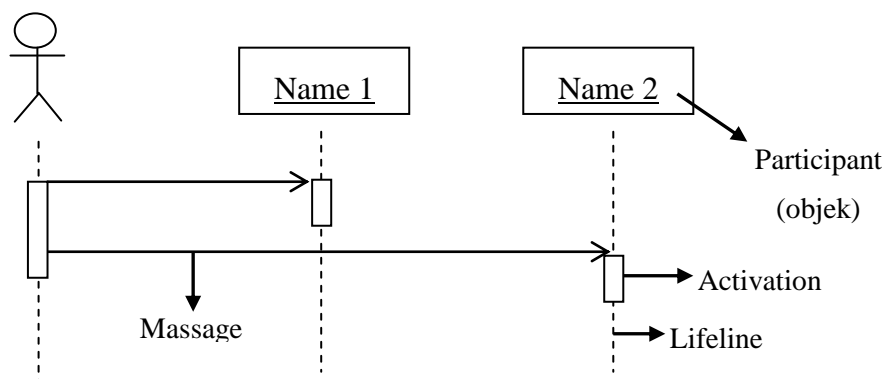 Name 1
Name 2
Participant
(objek)
Activation
Massage
Lifeline